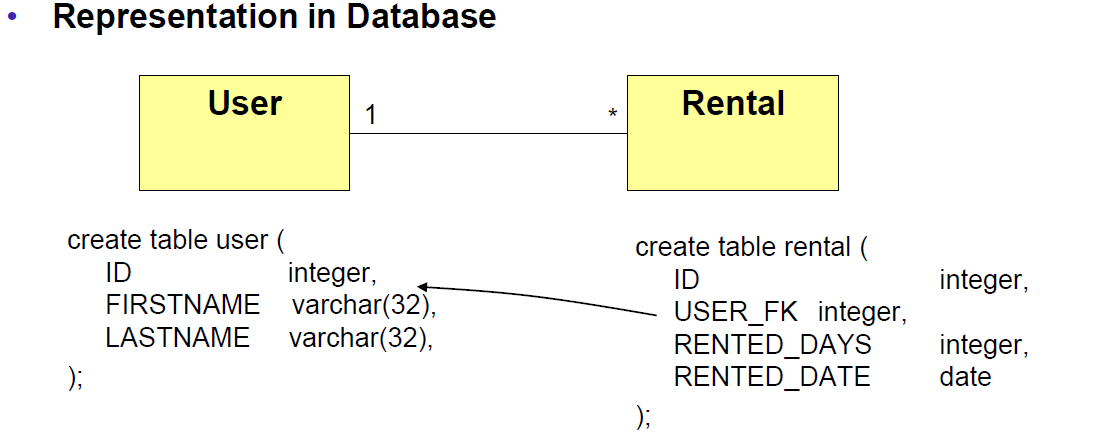 • Representation in Database
User
1
*
Rental
create table user (
ID integer,
FIRSTNAME varchar(32),
LASTNAME varchar(32),
);
create table rental (
ID integer,
USER_FK integer,
RENTED_DAYS integer,
RENTED_DATE date
);